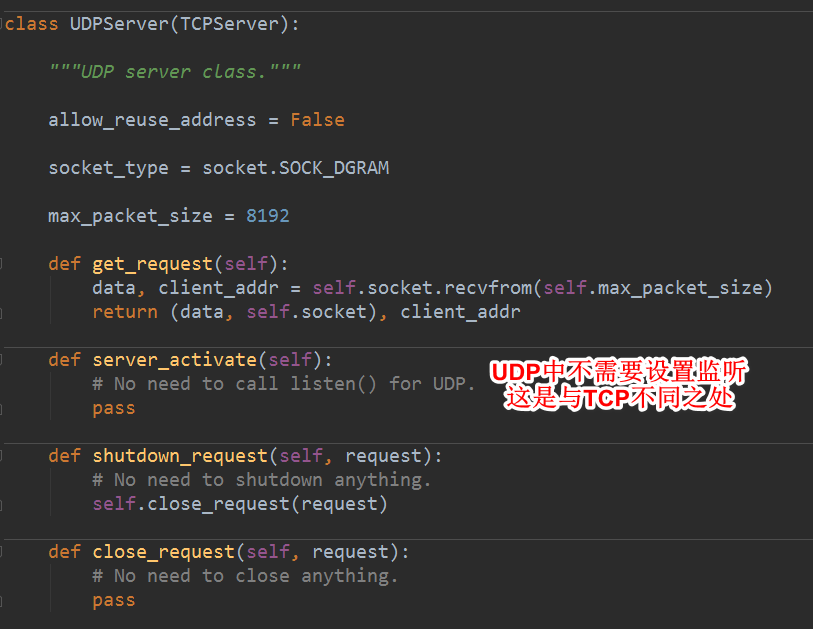 class UDPServer(TCPServer):
"""UDP server class."""
allow_reuse_address = False
socket_type = socket.SOCK_DGRAM
max_packet_size = 8192
def get_request(self):
data, client_addr = self.socket.recvfrom(self.max_packet_size)
return (data, self.socket), client_addr
def server_activate(self):
# No need to call listen() for UDP.
pass
UDP中不需要设置监听
这是与TCP不同之处
def shutdown_request(self, request):
# No need to shutdown anything.
self.close_request(request)
def close_request(self, request):
# No need to close anything.
pass